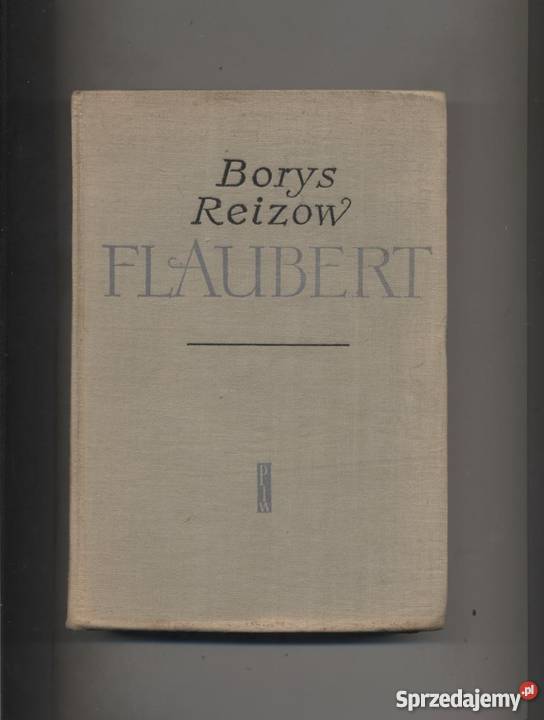 Borys
Reizow
FLAUBERT
PIW
Sprzedajemy.pl